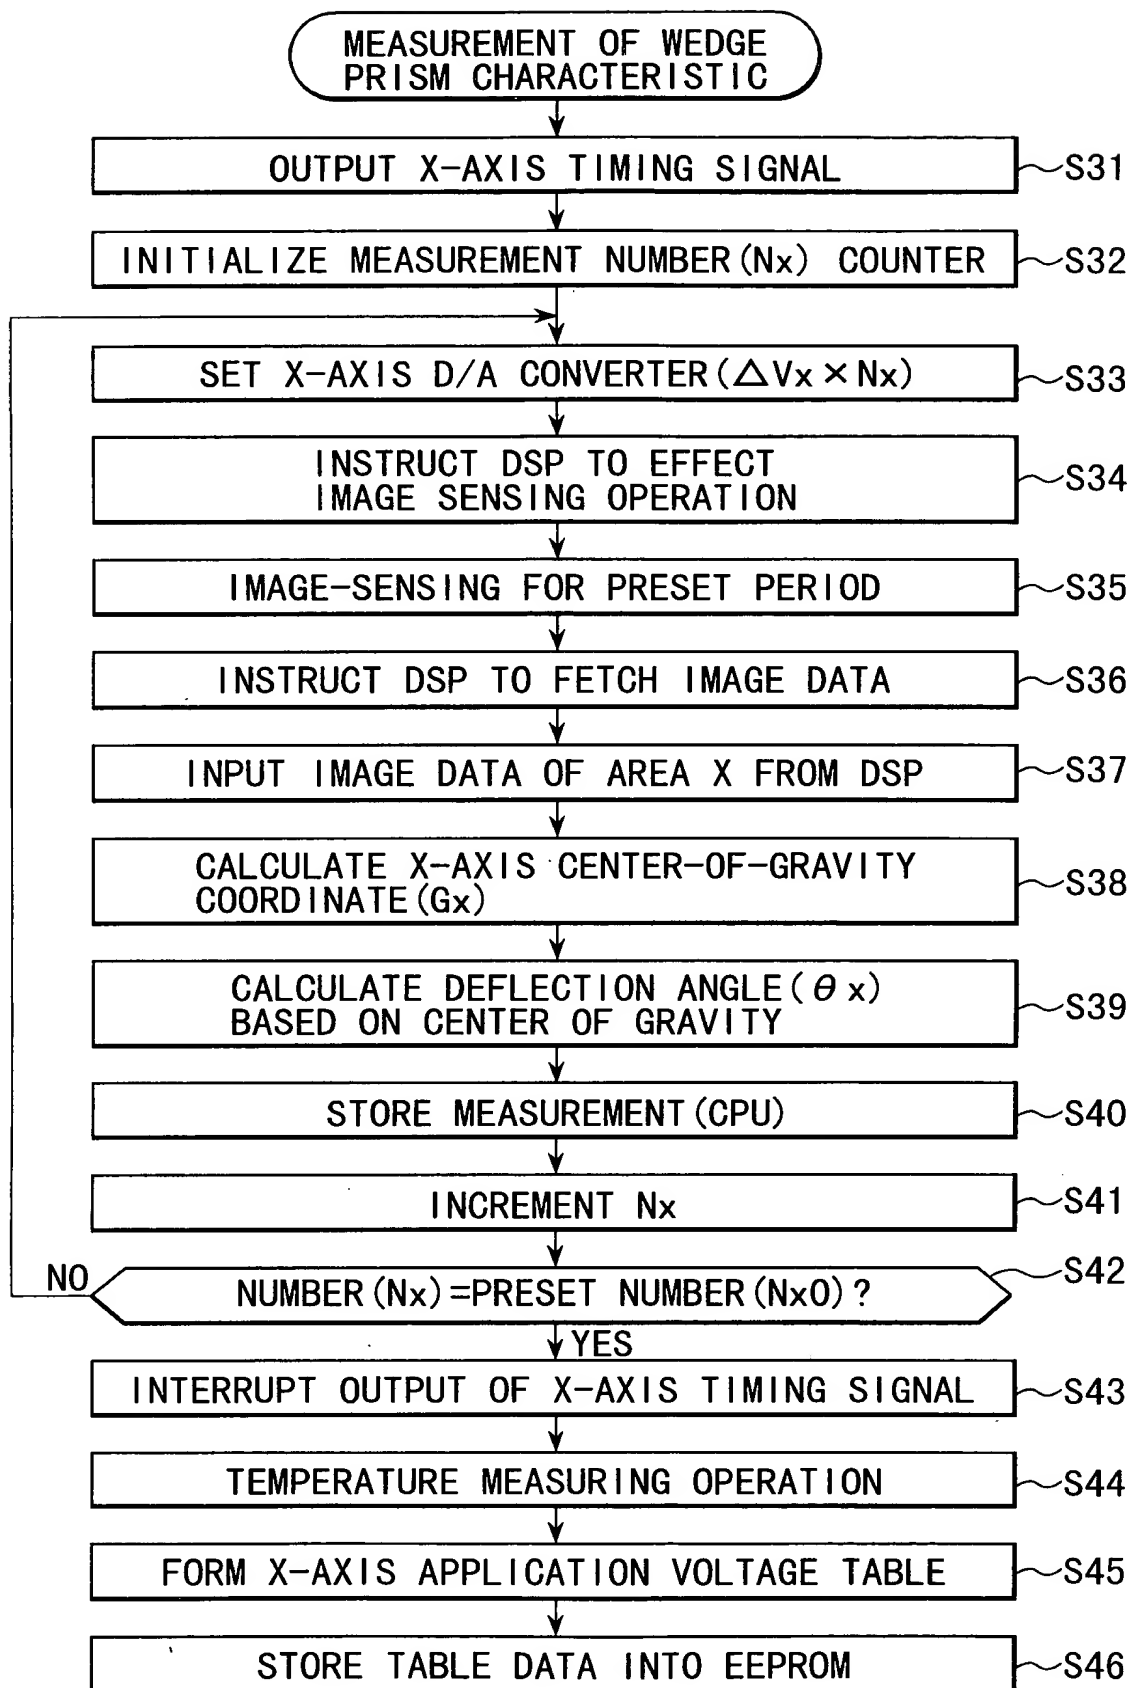 MEASUREMENT OF WEDGE
PRISM CHARACTERISTIC
OUTPUT X-AXIS TIMING SIGNAL
S31
INITIALIZE MEASUREMENT NUMBER(Nx) COUNTER
S32
SET X-AXIS D/A CONVERTER(△Vx×Nx)
S33
INSTRUCT DSP TO EFFECT
IMAGE SENSING OPERATION
S34
IMAGE-SENSING FOR PRESET PERIOD
S35
INSTRUCT DSP TO FETCH IMAGE DATA
S36
INPUT IMAGE DATA OF AREA X FROM DSP
S37
CALCULATE X-AXIS CENTER-OF-GRAVITY
COORDINATE(Gx)
S38
CALCULATE DEFLECTION ANGLE(θx)
BASED ON CENTER OF GRAVITY
S39
STORE MEASUREMENT(CPU)
S40
INCREMENT Nx
S41
NO
NUMBER(Nx)=PRESET NUMBER(Nx0)?
S42
YES
INTERRUPT OUTPUT OF X-AXIS TIMING SIGNAL
S43
TEMPERATURE MEASURING OPERATION
S44
FORM X-AXIS APPLICATION VOLTAGE TABLE
S45
STORE TABLE DATA INTO EEPROM
S46